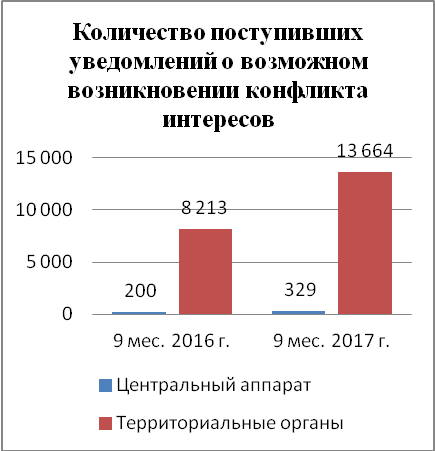 Количество поступивших
уведомлений о возможном
возникновении конфликта
интересов
15 000
10 000
5 000
0
200
8 213
329
13 664
9 мес. 2016 г.
9 мес. 2017 г.
Центральный аппарат
Территориальные органы